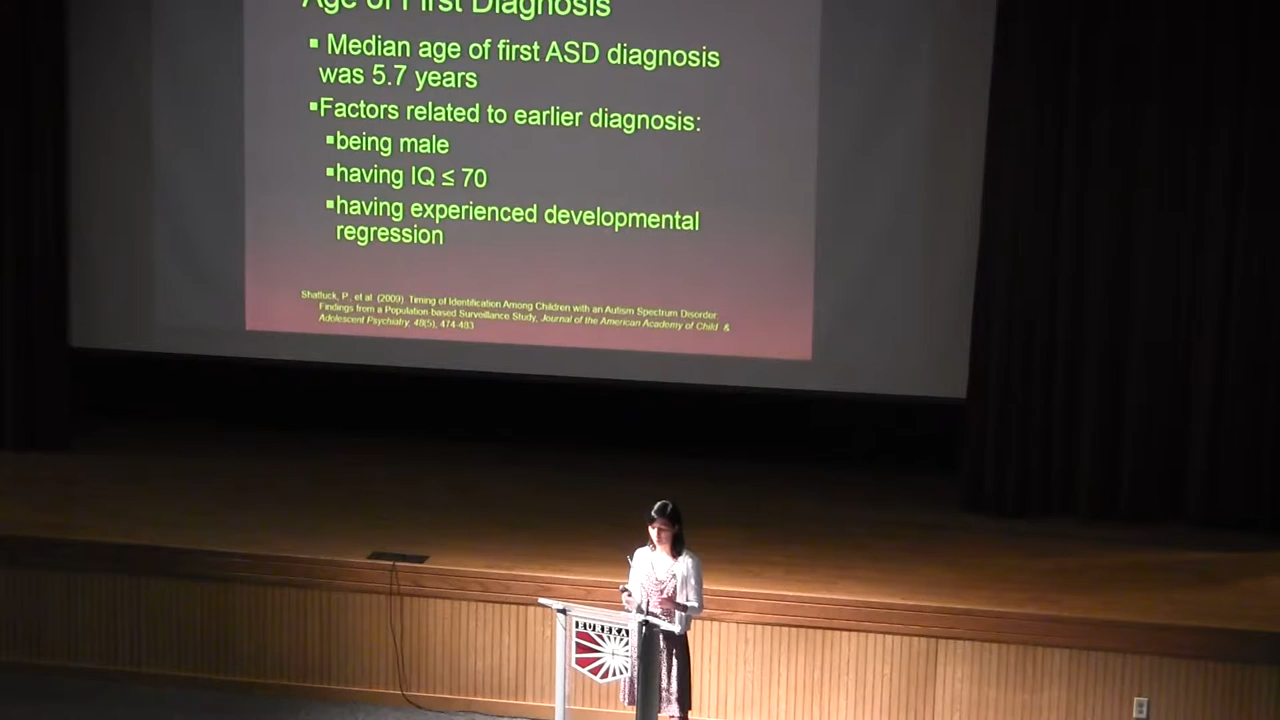 Age of First Diagnosis
▪ Median age of first ASD diagnosis
was 5.7 years
▪Factors related to earlier diagnosis:
▪being male
▪having IQ ≤ 70
▪having experienced developmental
regression
Shattuck, P., et al. (2009). Timing of Identification Among Children with an Autism Spectrum Disorder:
Findings from a Population-based Surveillance Study, Journal of the American Academy of Child &
Adolescent Psychiatry, 48(5), 474-483
EUREKA